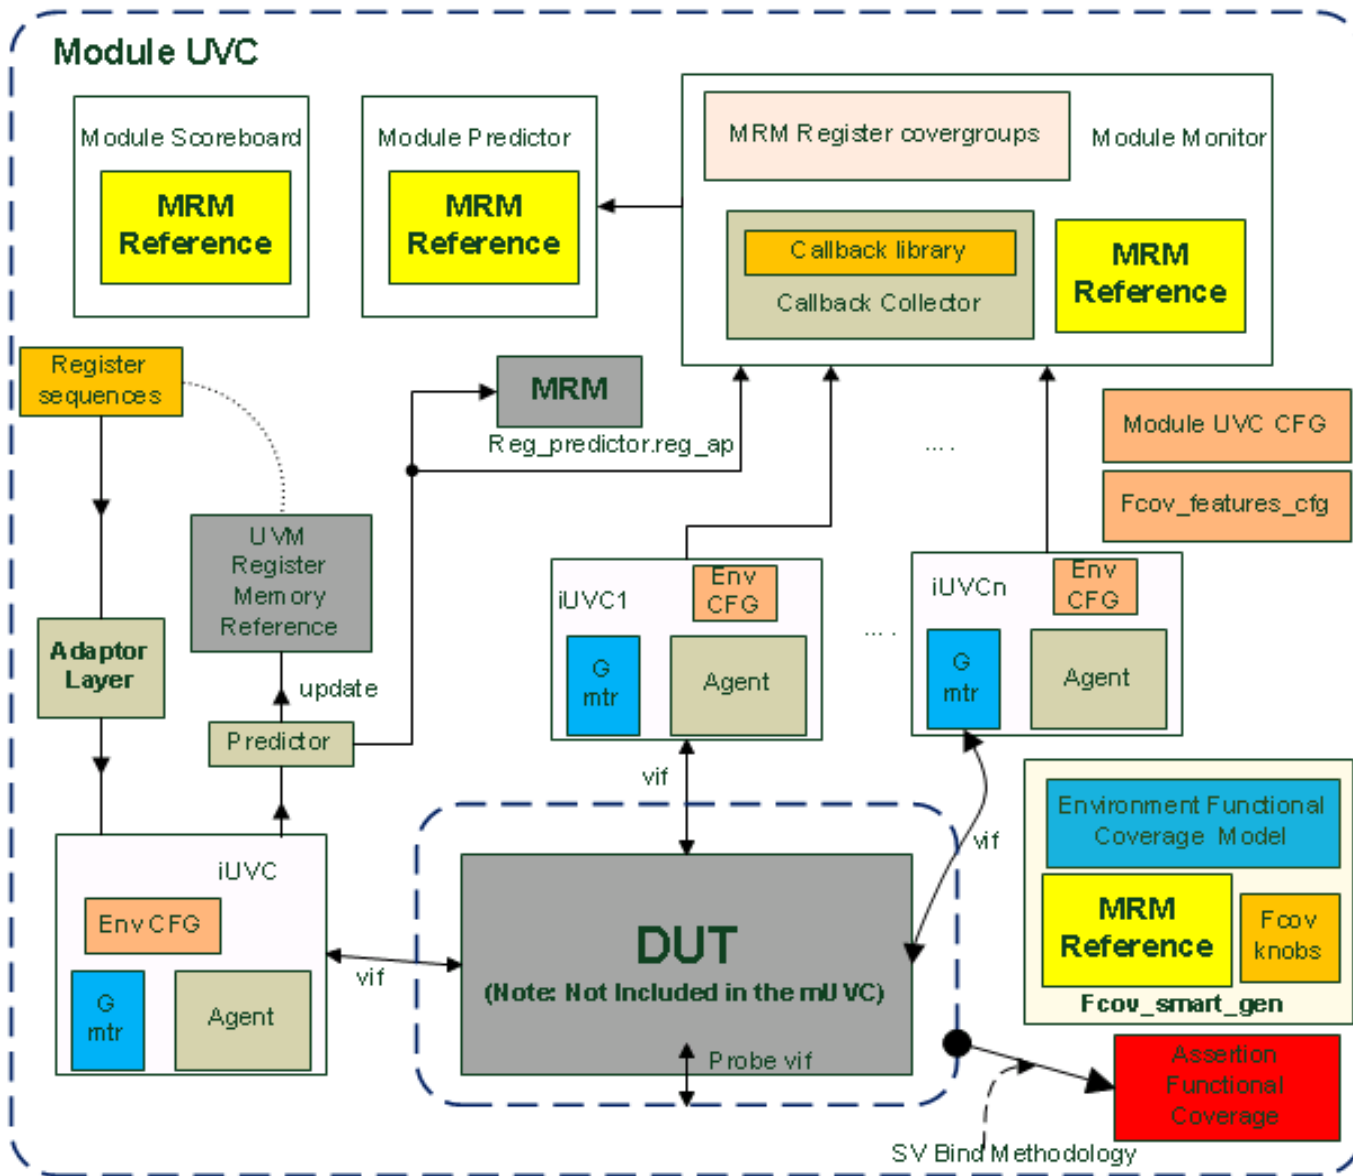 Module UVC
Module Scoreboard
MRM
Reference
Module Predictor
MRM
Reference
MRM Register covergroups
Module Monitor
Callback library
Callback Collector
MRM
Reference
Register
sequences
MRM
Reg_predictor.reg_ap
....
Module UVC CFG
Fcov_features_cfg
UVM
Register
Memory
Reference
Adaptor
Layer
update
Predictor
iUVC1
Env
CFG
G
mtr
Agent
....
iUVCn
Env
CFG
G
mtr
Agent
vif
vif
iUVC
Env CFG
G
mtr
Agent
vif
DUT
(Note: Not Included in the mUVC)
Probe vif
Environment Functional
Coverage Model
MRM
Reference
Fcov
knobs
Fcov_smart_gen
Assertion
Functional
Coverage
SV Bind Methodology